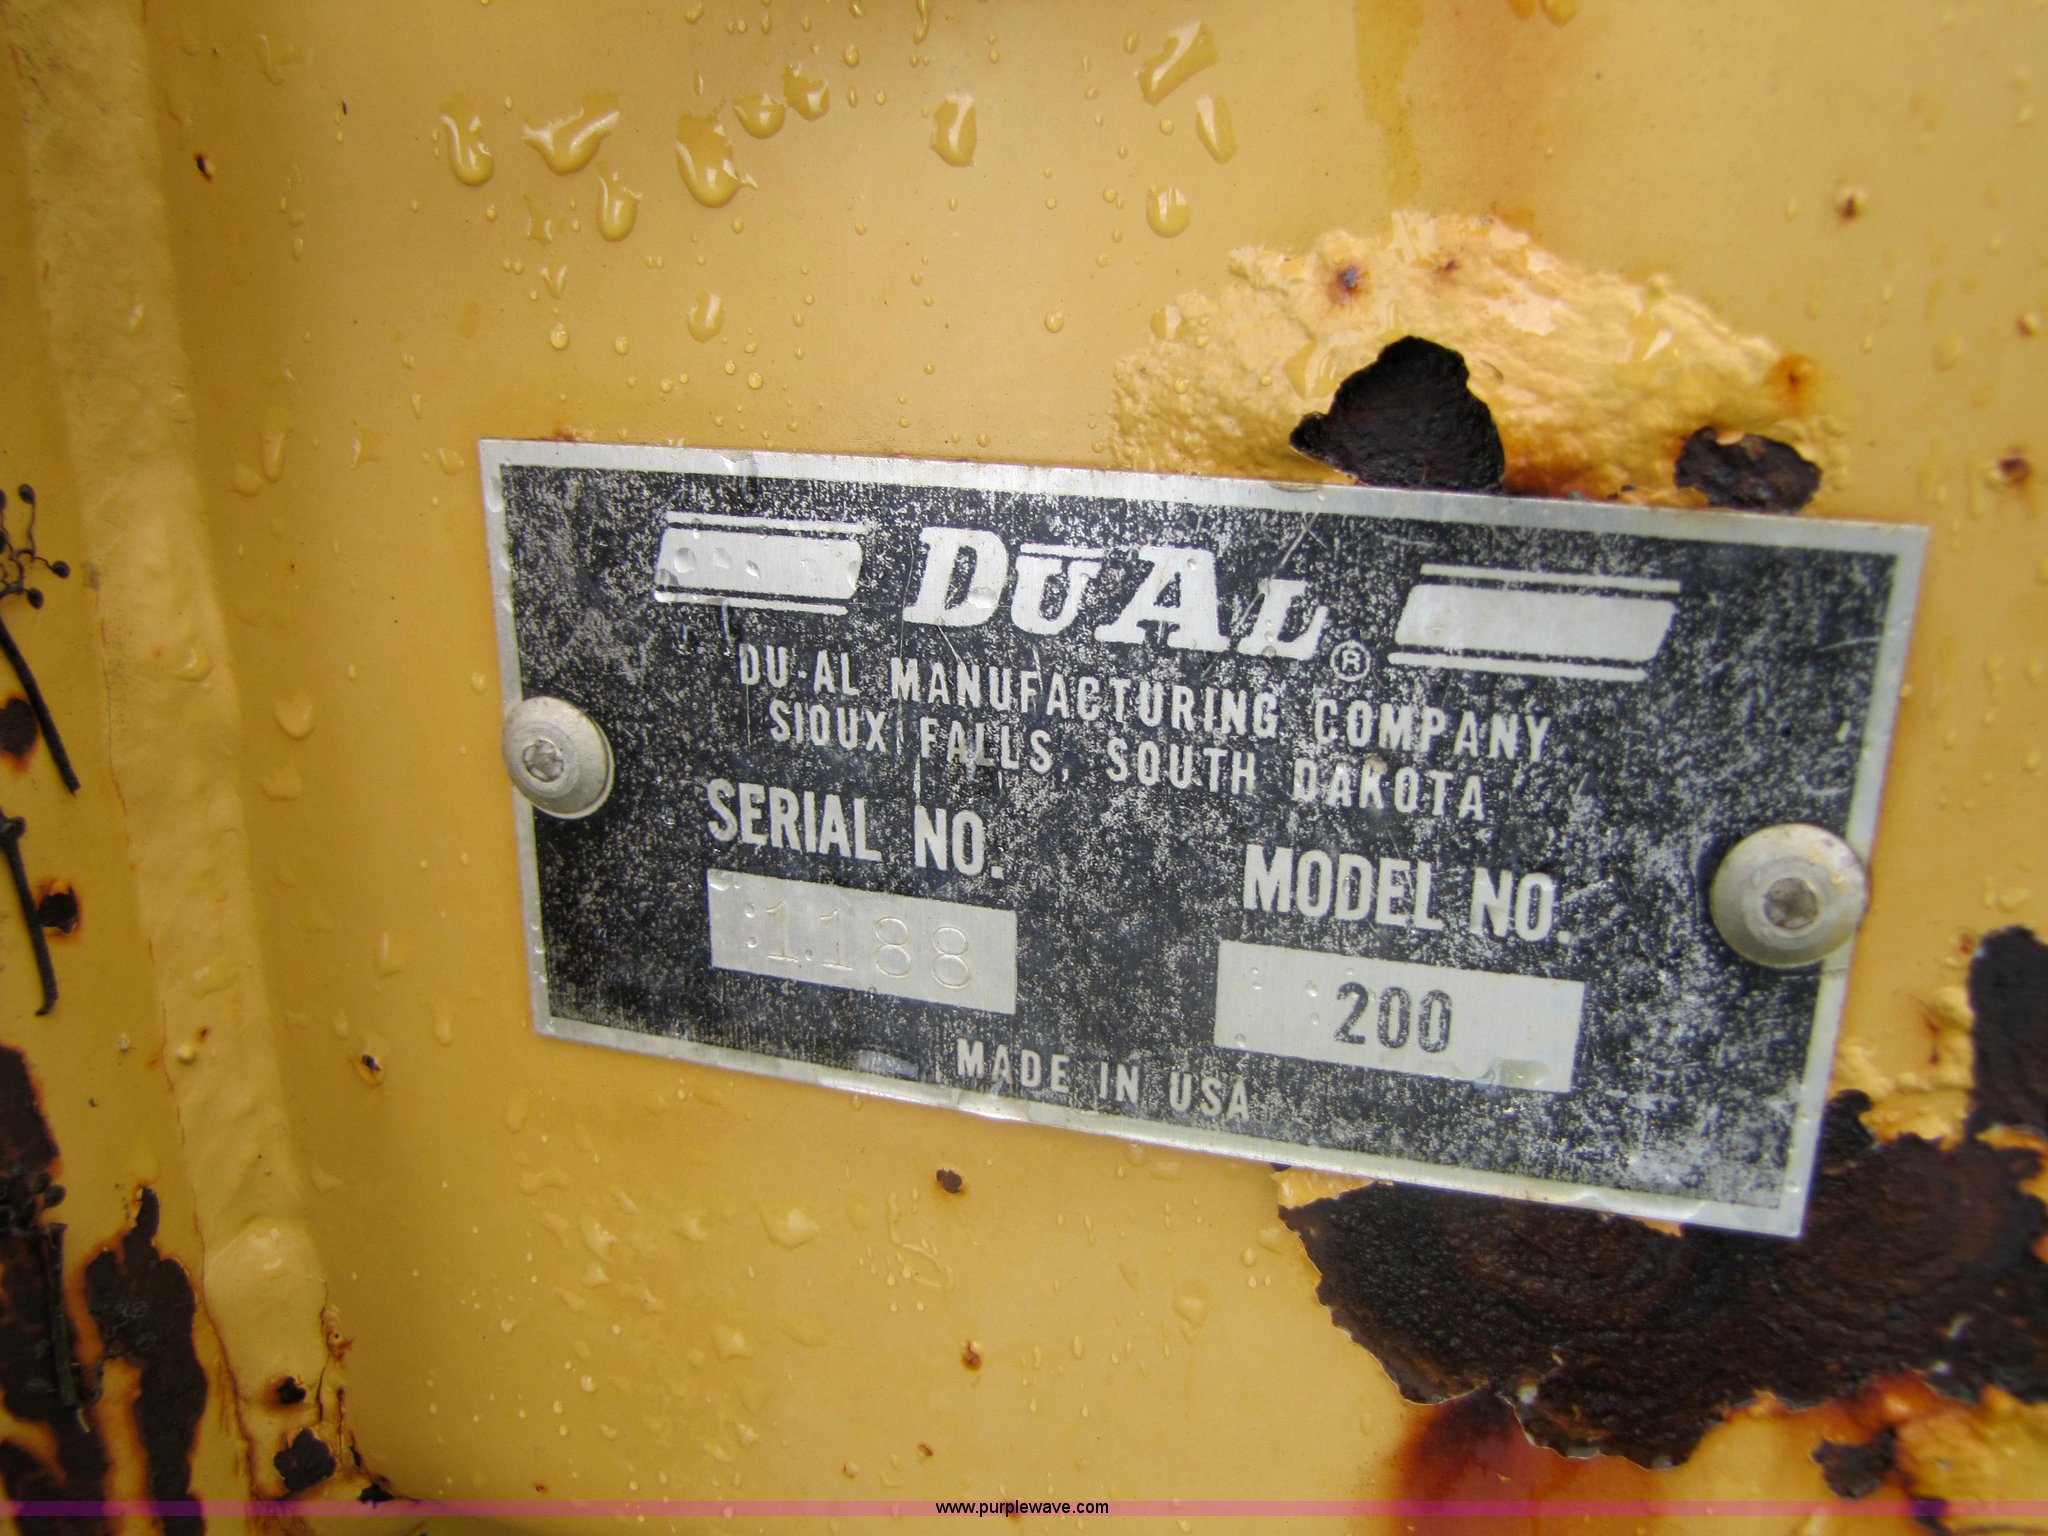 DUAL ®
DU-AL MANUFACTURING COMPANY
SIOUX FALLS, SOUTH DAKOTA
SERIAL NO.
MODEL NO.
1188
200
MADE IN USA
www.purplewave.com